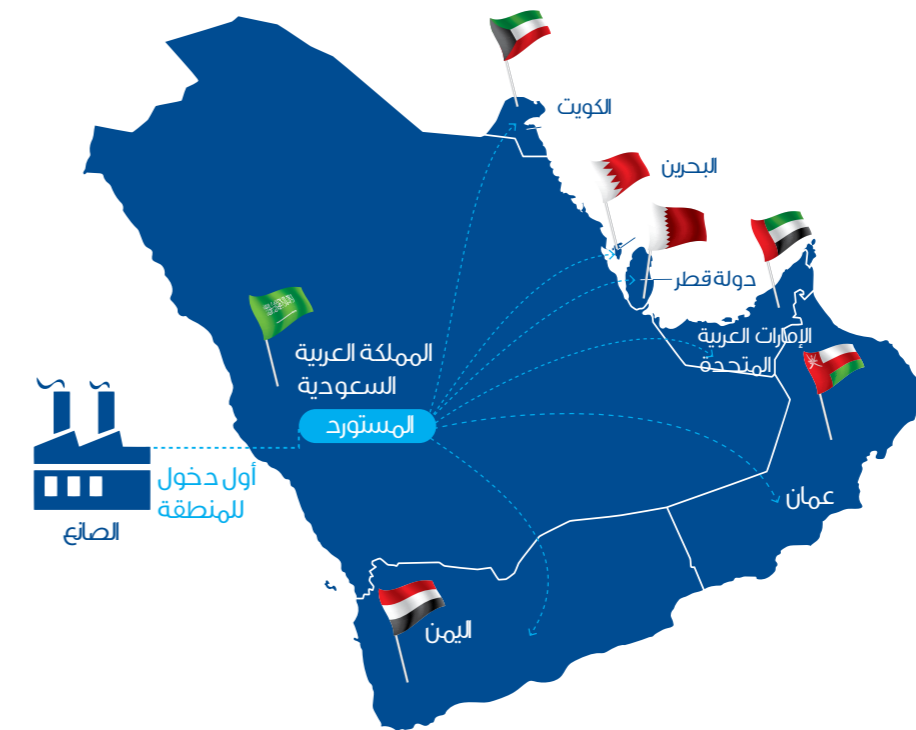 الكويت
البحرين
دولة قطر
الإمارات العربية
المتحدة
المملكة العربية
السعودية
المستورد
أول دخول
للمنطقة
الصانع
عمان
اليمن